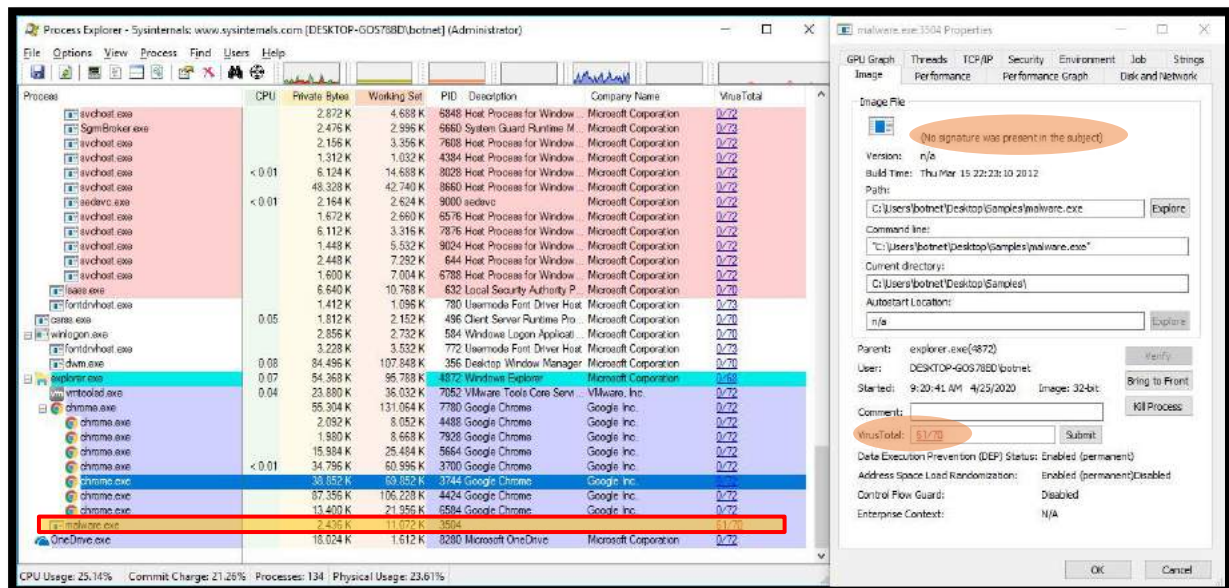 Process Explorer - Sysinternals: www.sysinternals.com [DESKTOP-GOS78BD\botnet] (Administrator)
File Options View Process Find Users Help
Process CPU Private Bytes Working Set PID Description Company Name VirusTotal
svchost.exe 2.872 K 4.688 K 6848 Host Process for Window... Microsoft Corporation 0/72
SgrmBroker.exe 2.476 K 2.996 K 6660 System Guard Runtime M... Microsoft Corporation 0/73
svchost.exe 2.156 K 3.356 K 7608 Host Process for Window... Microsoft Corporation 0/72
svchost.exe 1.312 K 1.032 K 4384 Host Process for Window... Microsoft Corporation 0/72
svchost.exe < 0.01 6.124 K 14.688 K 8028 Host Process for Window... Microsoft Corporation 0/72
svchost.exe 48.328 K 42.740 K 8660 Host Process for Window... Microsoft Corporation 0/72
sedsvc.exe < 0.01 2.164 K 2.624 K 9000 sedsvc Microsoft Corporation 0/72
svchost.exe 1.672 K 2.660 K 6576 Host Process for Window... Microsoft Corporation 0/72
svchost.exe 6.112 K 3.316 K 7876 Host Process for Window... Microsoft Corporation 0/72
svchost.exe 1.448 K 5.532 K 9024 Host Process for Window... Microsoft Corporation 0/72
svchost.exe 2.448 K 7.292 K 644 Host Process for Window... Microsoft Corporation 0/72
svchost.exe 1.600 K 7.004 K 6788 Host Process for Window... Microsoft Corporation 0/72
lsass.exe 6.640 K 10.768 K 632 Local Security Authority P... Microsoft Corporation 0/70
fontdrvhost.exe 1.412 K 1.096 K 780 Usermode Font Driver Host Microsoft Corporation 0/73
csrss.exe 0.05 1.812 K 2.152 K 496 Client Server Runtime Pro... Microsoft Corporation 0/70
winlogon.exe 2.856 K 2.732 K 584 Windows Logon Applicati... Microsoft Corporation 0/70
fontdrvhost.exe 3.228 K 3.532 K 772 Usermode Font Driver Host Microsoft Corporation 0/73
dwm.exe 0.08 84.496 K 107.848 K 356 Desktop Window Manager Microsoft Corporation 0/70
explorer.exe 0.07 54.368 K 95.788 K 4872 Windows Explorer Microsoft Corporation 0/68
vmtoolsd.exe 0.04 23.880 K 36.032 K 7052 VMware Tools Core Servi... VMware, Inc. 0/72
chrome.exe 55.304 K 131.064 K 7780 Google Chrome Google Inc. 0/72
chrome.exe 2.092 K 8.052 K 4488 Google Chrome Google Inc. 0/72
chrome.exe 1.980 K 8.668 K 7928 Google Chrome Google Inc. 0/72
chrome.exe 15.984 K 25.484 K 5664 Google Chrome Google Inc. 0/72
chrome.exe < 0.01 34.796 K 60.996 K 3700 Google Chrome Google Inc. 0/72
chrome.exe 38.852 K 69.852 K 3744 Google Chrome Google Inc. 0/72
chrome.exe 87.356 K 106.228 K 4424 Google Chrome Google Inc. 0/72
chrome.exe 13.400 K 21.956 K 6584 Google Chrome Google Inc. 0/72
malware.exe 2.436 K 11.072 K 3504 61/70
OneDrive.exe 18.024 K 1.612 K 8280 Microsoft OneDrive Microsoft Corporation 0/72
CPU Usage: 25.14% Commit Charge: 21.26% Processes: 134 Physical Usage: 23.61%
malware.exe:3504 Properties
GPU Graph Threads TCP/IP Security Environment Job Strings
Image Performance Performance Graph Disk and Network
Image File
(No signature was present in the subject)
Version: n/a
Build Time: Thu Mar 15 22:23:10 2012
Path:
C:\Users\botnet\Desktop\Samples\malware.exe Explore
Command line:
"C:\Users\botnet\Desktop\Samples\malware.exe"
Current directory:
C:\Users\botnet\Desktop\Samples\
Autostart Location:
n/a Explore
Parent: explorer.exe(4872) Verify
User: DESKTOP-GOS78BD\botnet
Started: 9:20:41 AM 4/25/2020 Image: 32-bit Bring to Front
Comment: Kill Process
VirusTotal: 61/70 Submit
Data Execution Prevention (DEP) Status: Enabled (permanent)
Address Space Load Randomization: Enabled (permanent)Disabled
Control Flow Guard: Disabled
Enterprise Context: N/A
OK Cancel